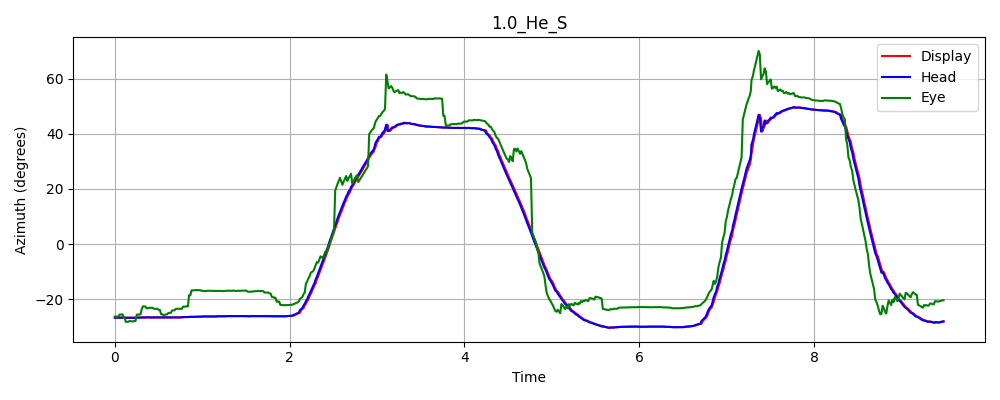 1.0_He_S
Azimuth (degrees)
60
40
20
0
−20
0 2 4 6 8
Time
Display
Head
Eye